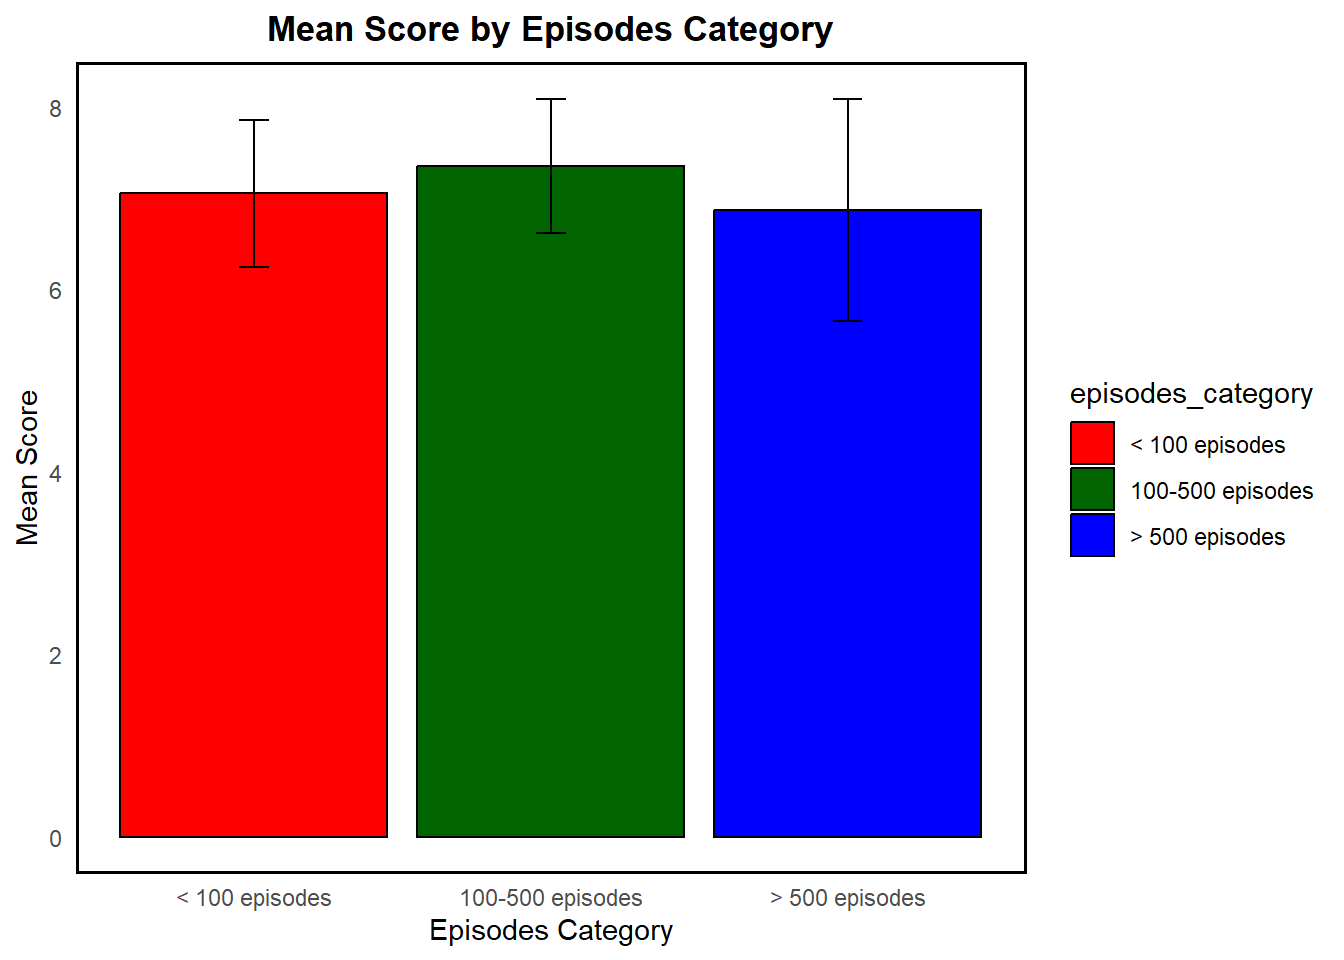 Mean Score by Episodes Category
8
6
4
2
0
Mean Score
< 100 episodes
100-500 episodes
> 500 episodes
Episodes Category
episodes_category
< 100 episodes
100-500 episodes
> 500 episodes